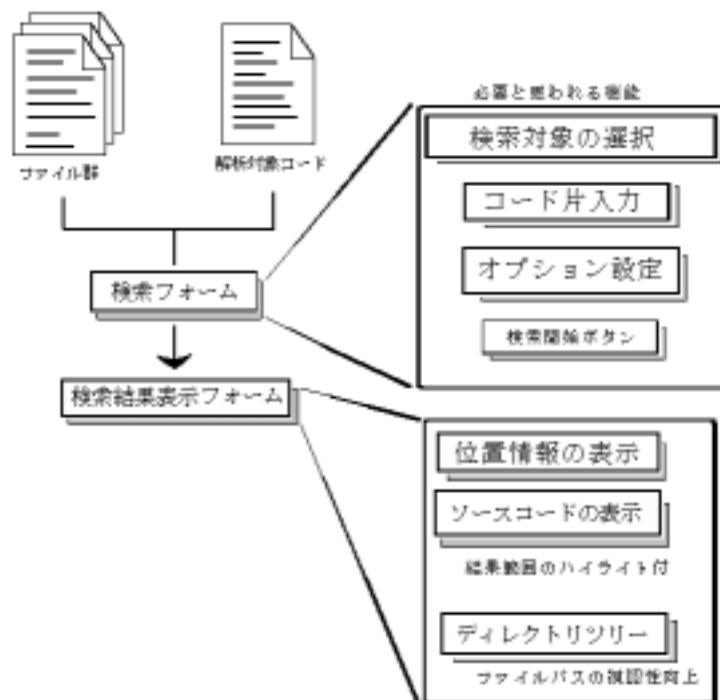 ファイル群
解析対象コード
必要と思われる機能
検索対象の選択
コード片入力
オプション設定
検索開始ボタン
検索フォーム
検索結果表示フォーム
位置情報の表示
ソースコードの表示
結果範囲のハイライト付
ディレクトリツリー
ファイルパスの視認性向上